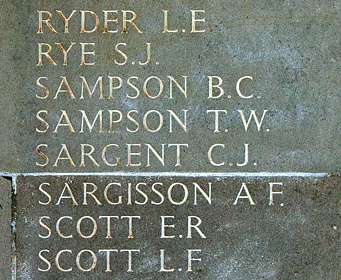 RYDER L.E
RYE S.J.
SAMPSON B.C.
SAMPSON T.W.
SARGENT C.J.
SARGISSON A F.
SCOTT E.R
SCOTT L.F